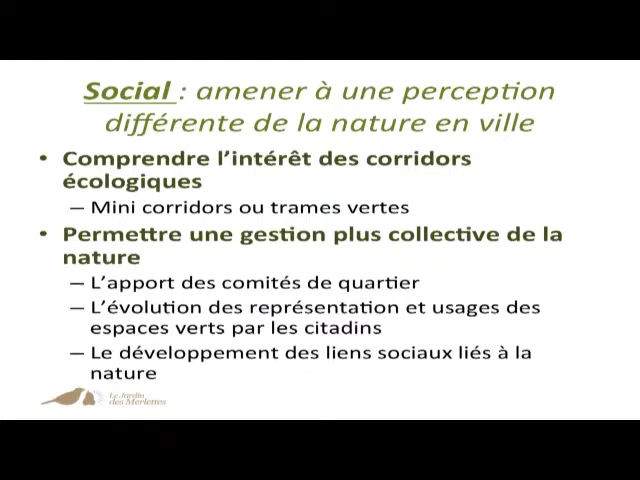 Social : amener à une perception
différente de la nature en ville
• Comprendre l’intérêt des corridors
écologiques
– Mini corridors ou trames vertes
• Permettre une gestion plus collective de la
nature
– L’apport des comités de quartier
– L’évolution des représentation et usages des
espaces verts par les citadins
– Le développement des liens sociaux liés à la
nature
Le Jardin
des Merlettes